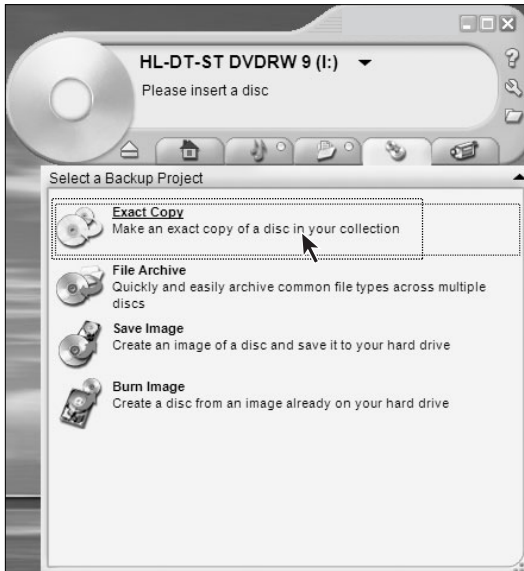 HL-DT-ST DVDRW 9 (I:)
Please insert a disc
Select a Backup Project
Exact Copy
Make an exact copy of a disc in your collection
File Archive
Quickly and easily archive common file types across multiple
discs
Save Image
Create an image of a disc and save it to your hard drive
Burn Image
Create a disc from an image already on your hard drive